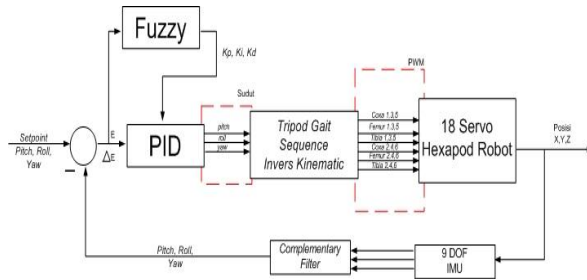 Fuzzy
Kp, Ki, Kd
PWM
Sudut
Setpoint
Pitch, Roll,
Yaw
E
ΔE
PID
pitch
roll
yaw
Tripod Gait
Sequence
Invers Kinematic
Coxa 1,3,5
Femur 1,3,5
Tibia 1,3,5
Coxa 2,4,6
Femur 2,4,6
Tibia 2,4,6
18 Servo
Hexapod Robot
Posisi
X,Y,Z
Pitch, Roll,
Yaw
Complementary
Filter
9 DOF
IMU